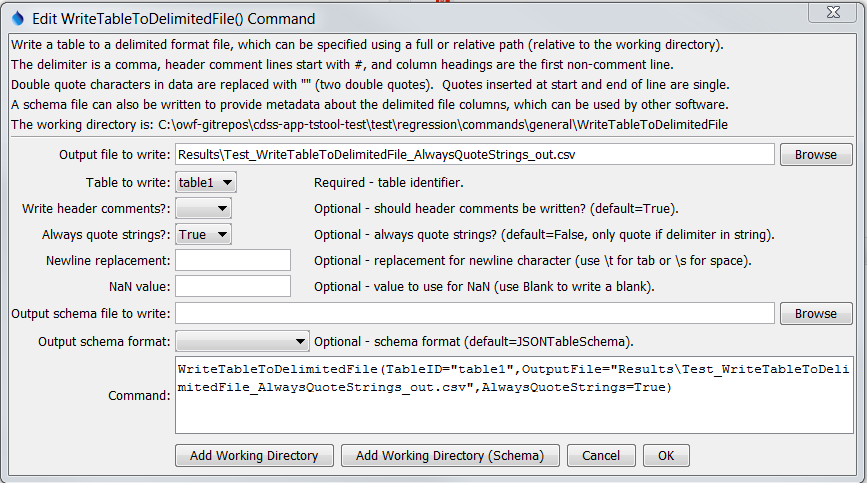 Edit WriteTableToDelimitedFile() Command
Write a table to a delimited format file, which can be specified using a full or relative path (relative to the working directory).
The delimiter is a comma, header comment lines start with #, and column headings are the first non-comment line.
Double quote characters in data are replaced with "" (two double quotes).  Quotes inserted at start and end of line are single.
A schema file can also be written to provide metadata about the delimited file columns, which can be used by other software.
The working directory is: C:\owf-gitrepos\cdss-app-tstool-test\test\regression\commands\general\WriteTableToDelimitedFile
Output file to write: Results\Test_WriteTableToDelimitedFile_AlwaysQuoteStrings_out.csv Browse
Table to write: table1 Required - table identifier.
Write header comments?: Optional - should header comments be written? (default=True).
Always quote strings?: True Optional - always quote strings? (default=False, only quote if delimiter in string).
Newline replacement: Optional - replacement for newline character (use \t for tab or \s for space).
NaN value: Optional - value to use for NaN (use Blank to write a blank).
Output schema file to write: Browse
Output schema format: Optional - schema format (default=JSONTableSchema).
WriteTableToDelimitedFile(TableID="table1",OutputFile="Results\Test_WriteTableToDeli
mitedFile_AlwaysQuoteStrings_out.csv",AlwaysQuoteStrings=True)
Command:
Add Working Directory Add Working Directory (Schema) Cancel OK